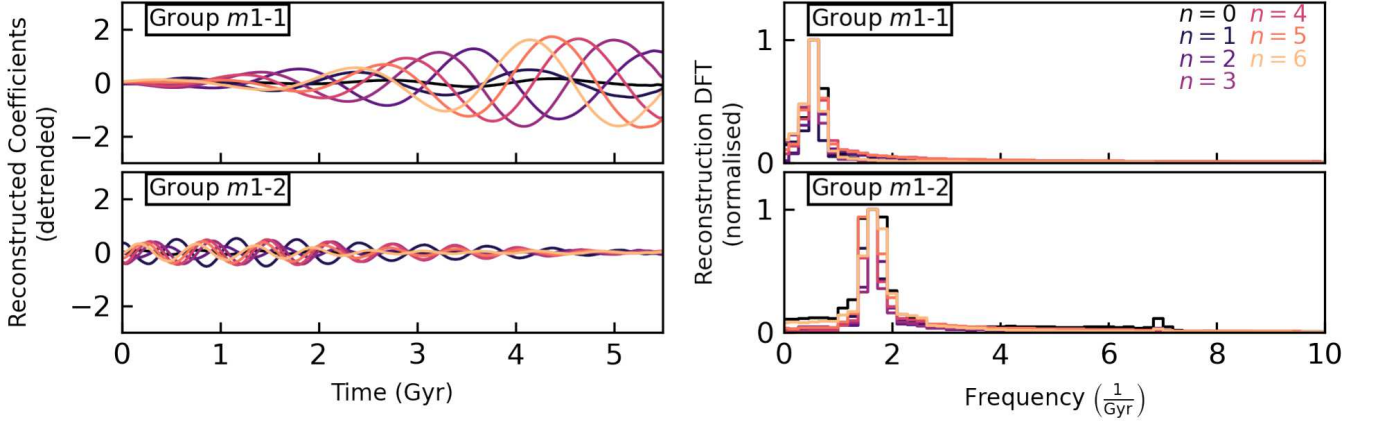 Reconstructed Coefficients
(detrended)
Group m1-1
2
0
−2
Group m1-2
2
0
−2
0 1 2 3 4 5
Time (Gyr)
Reconstruction DFT
(normalised)
Group m1-1
n = 0 n = 4
n = 1 n = 5
n = 2 n = 6
n = 3
1
0
Group m1-2
1
0
0 2 4 6 8 10
Frequency (1/Gyr)